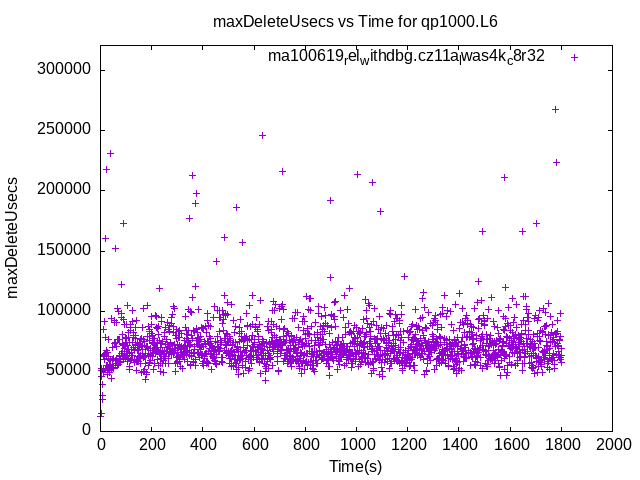 maxDeleteUsecs vs Time for qp1000.L6
ma100619relwithdbg.cz11alwas4kc8r32
300000
250000
200000
150000
100000
50000
0
maxDeleteUsecs
0 200 400 600 800 1000 1200 1400 1600 1800 2000
Time(s)